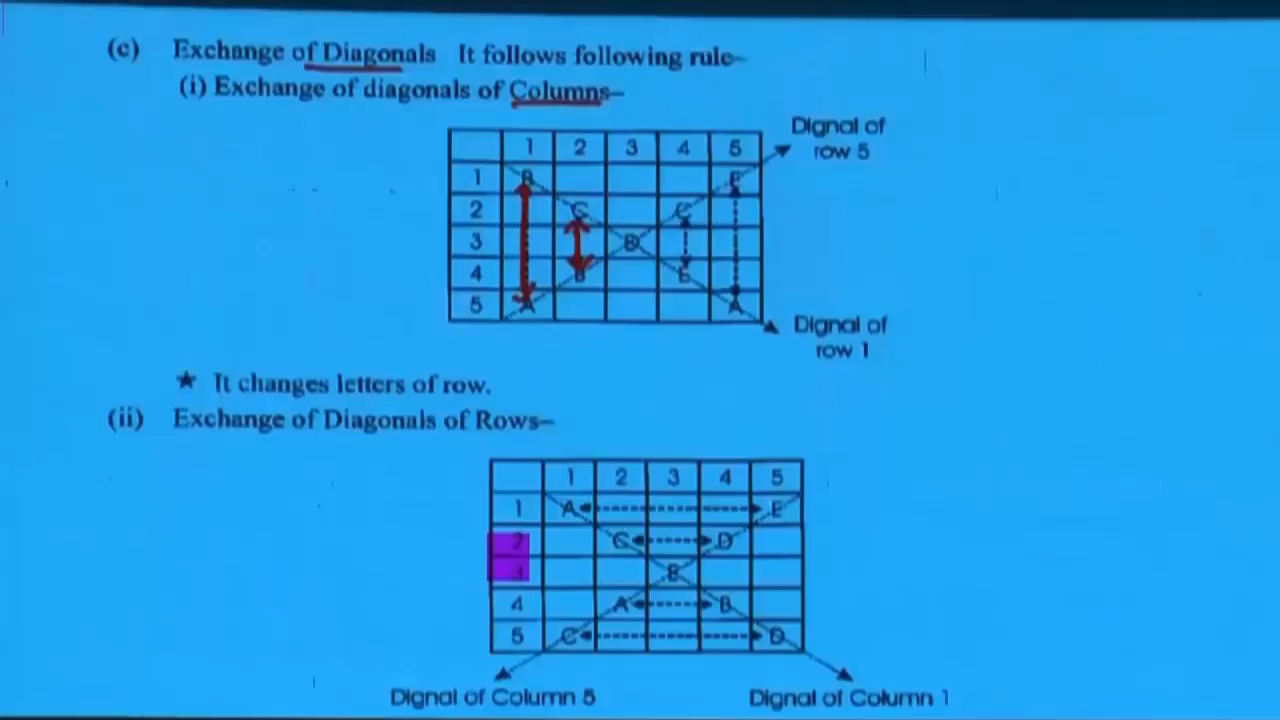 (c) Exchange of Diagonals It follows following rule–
(i) Exchange of diagonals of Columns–
Dignal of
row 5
1 2 3 4 5
1 B E
2 C C
3 D
4 B E
5 A A
Dignal of
row 1
★ It changes letters of row.
(ii) Exchange of Diagonals of Rows–
1 2 3 4 5
1 A E
2 C D
3 E
4 A B
5 C D
Dignal of Column 5 Dignal of Column 1